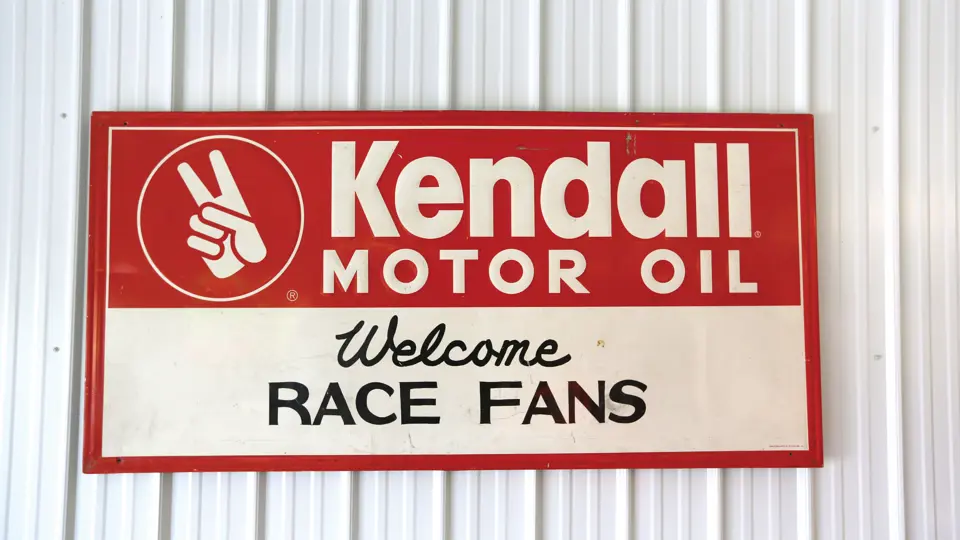 Kendall®
MOTOR OIL
®
Welcome
RACE FANS